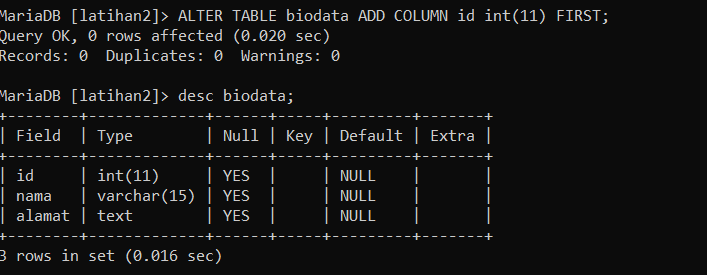 MariaDB [latihan2]> ALTER TABLE biodata ADD COLUMN id int(11) FIRST;
Query OK, 0 rows affected (0.020 sec)
Records: 0  Duplicates: 0  Warnings: 0

MariaDB [latihan2]> desc biodata;
+--------+-------------+------+-----+---------+-------+
| Field  | Type        | Null | Key | Default | Extra |
+--------+-------------+------+-----+---------+-------+
| id     | int(11)     | YES  |     | NULL    |       |
| nama   | varchar(15) | YES  |     | NULL    |       |
| alamat | text        | YES  |     | NULL    |       |
+--------+-------------+------+-----+---------+-------+
3 rows in set (0.016 sec)